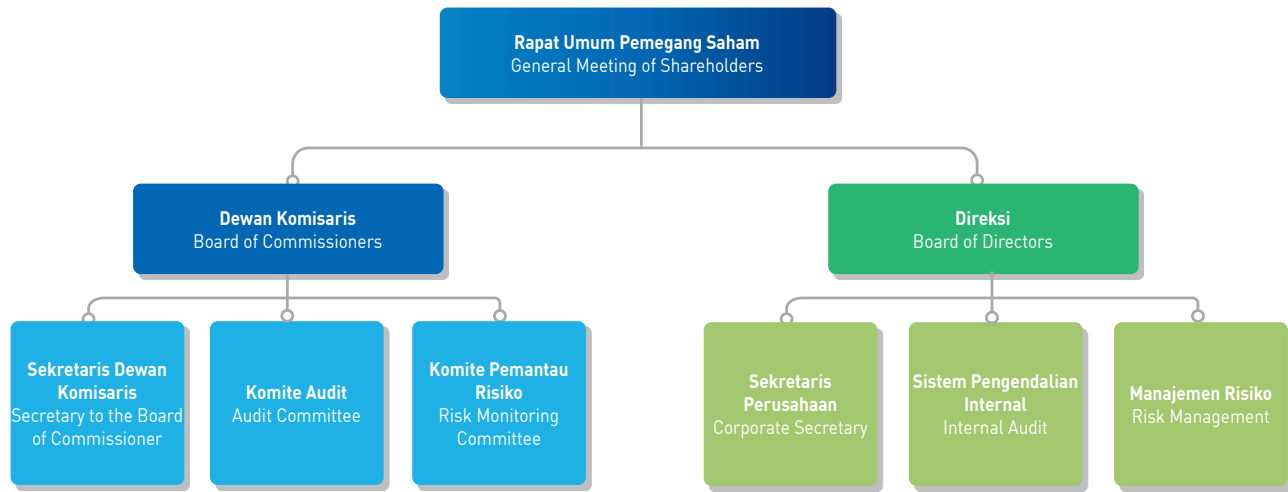 Rapat Umum Pemegang Saham
General Meeting of Shareholders
Dewan Komisaris
Board of Commissioners
Direksi
Board of Directors
Sekretaris Dewan
Komisaris
Secretary to the Board
of Commissioner
Komite Audit
Audit Committee
Komite Pemantau
Risiko
Risk Monitoring
Committee
Sekretaris
Perusahaan
Corporate Secretary
Sistem Pengendalian
Internal
Internal Audit
Manajemen Risiko
Risk Management